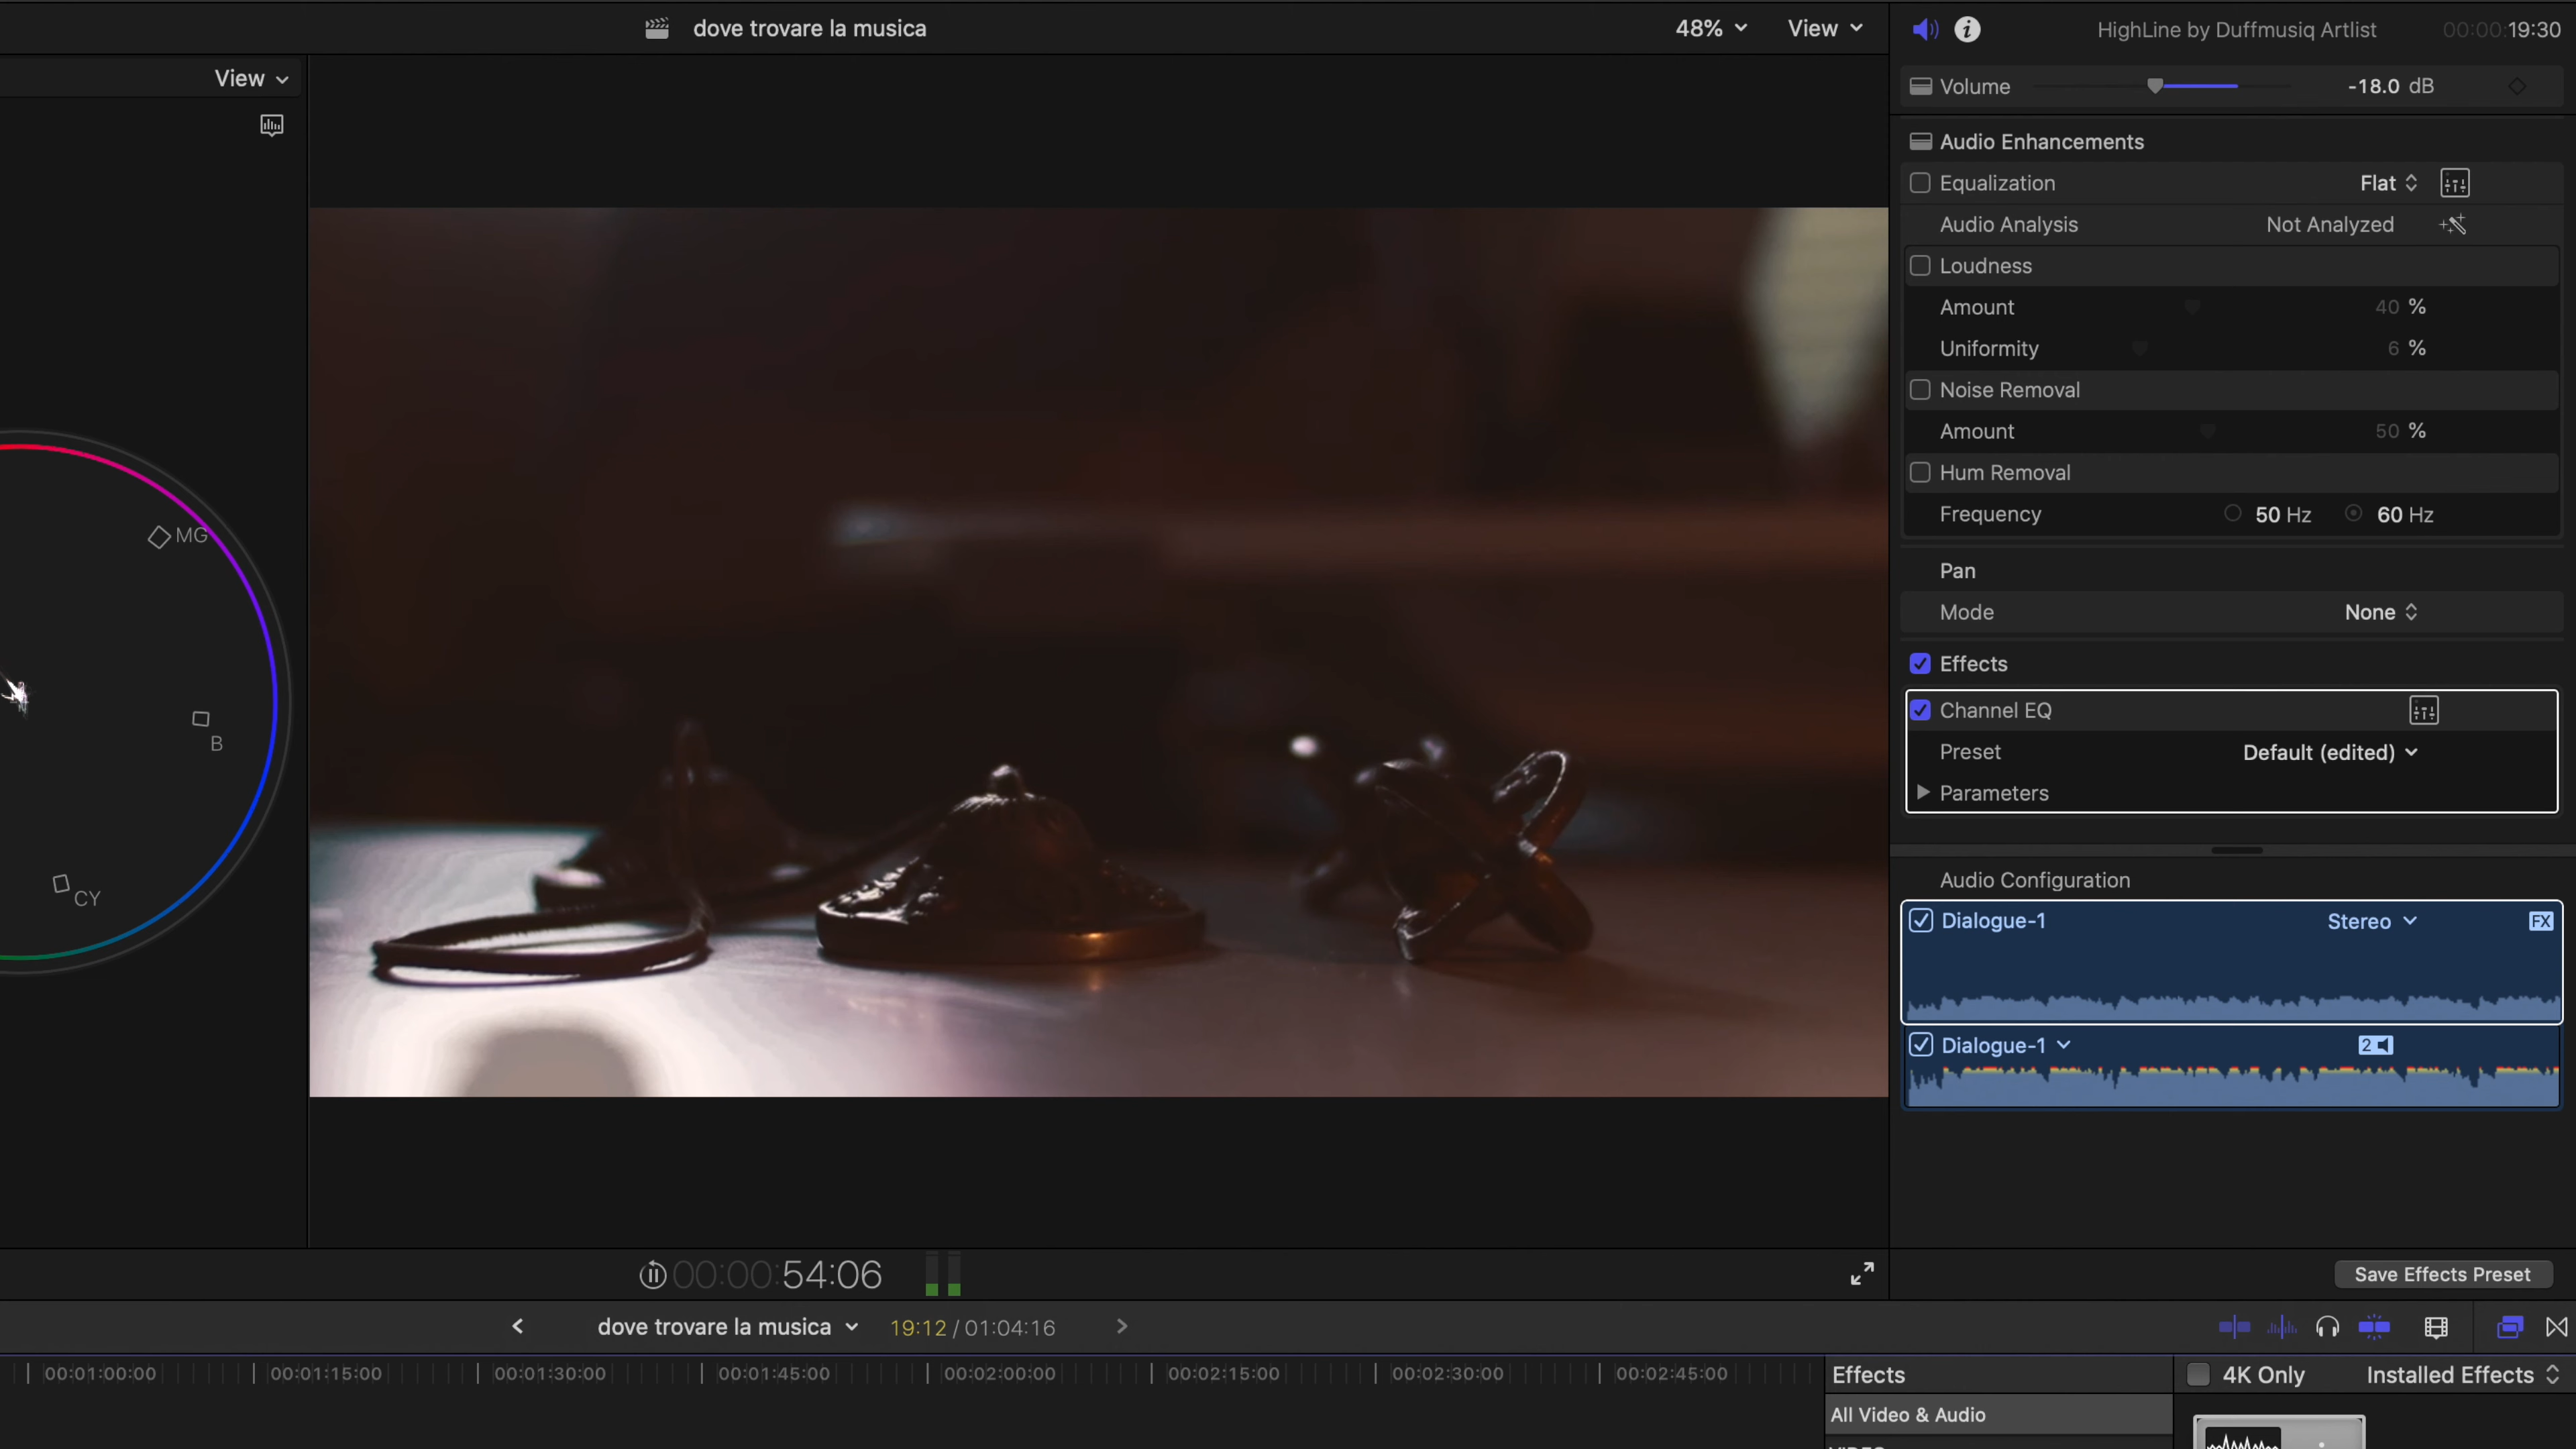 dove trovare la musica
48%
View
HighLine by Duffmusiq Artlist
00:00:19:30
View
Volume
-18.0 dB
Audio Enhancements
Equalization
Flat
Audio Analysis
Not Analyzed
Loudness
Amount
40 %
Uniformity
6 %
Noise Removal
Amount
50 %
Hum Removal
Frequency
50 Hz
60 Hz
Pan
Mode
None
Effects
Channel EQ
Preset
Default (edited)
Parameters
MG
B
CY
Audio Configuration
Dialogue-1
Stereo
FX
Dialogue-1
2
00:00:54:06
Save Effects Preset
dove trovare la musica
19:12 / 01:04:16
00:01:00:00
00:01:15:00
00:01:30:00
00:01:45:00
00:02:00:00
00:02:15:00
00:02:30:00
00:02:45:00
Effects
4K Only
Installed Effects
All Video & Audio
VIDEO